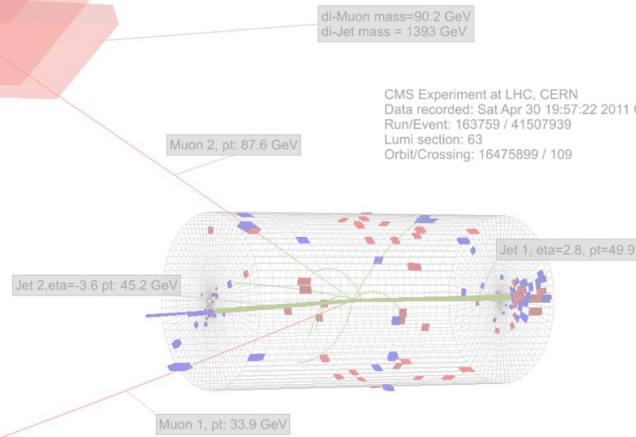 di-Muon mass=90.2 GeV
di-Jet mass = 1393 GeV
CMS Experiment at LHC, CERN
Data recorded: Sat Apr 30 19:57:22 2011
Run/Event: 163759 / 41507939
Lumi section: 63
Orbit/Crossing: 16475899 / 109
Muon 2, pt: 87.6 GeV
Jet 1, eta=2.8, pt=49.9
Jet 2,eta=-3.6 pt: 45.2 GeV
Muon 1, pt: 33.9 GeV